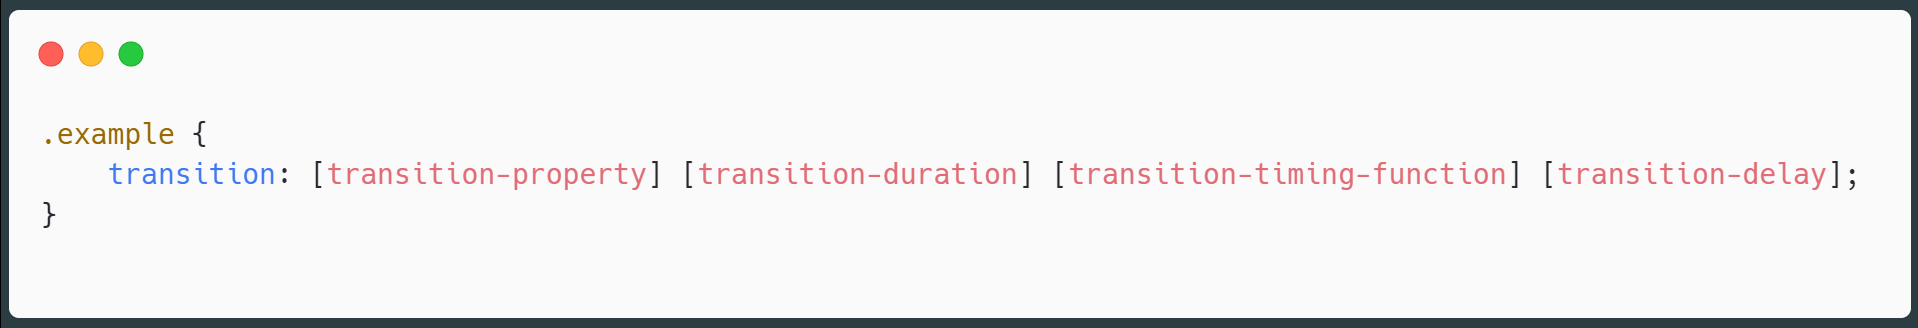 .example {
    transition: [transition-property] [transition-duration] [transition-timing-function] [transition-delay];
}